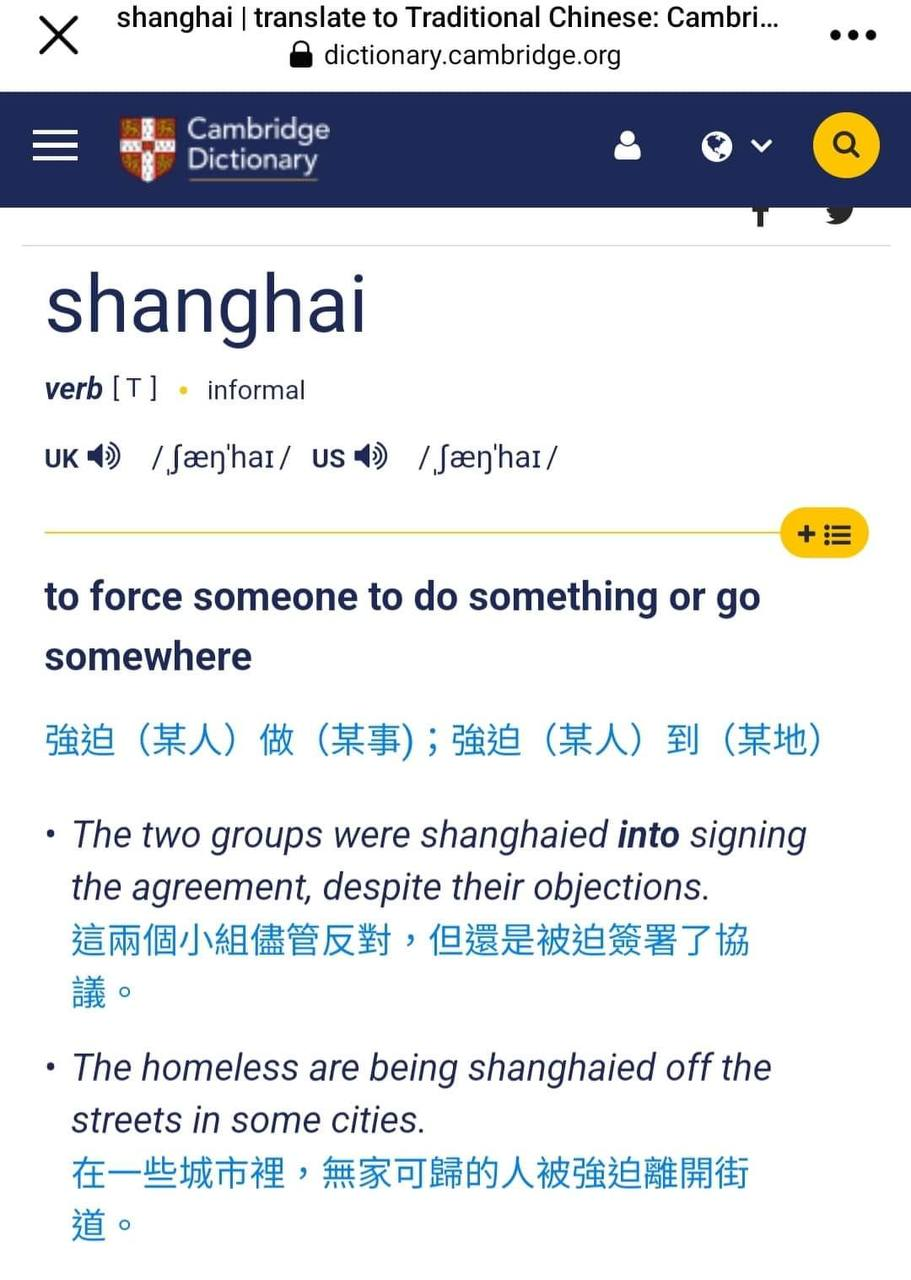 shanghai | translate to Traditional Chinese: Cambri...
dictionary.cambridge.org
Cambridge
Dictionary
shanghai
verb [ T ] • informal
UK /ˌʃæŋˈhaɪ/ US /ˌʃæŋˈhaɪ/
to force someone to do something or go
somewhere
強迫（某人）做（某事)；強迫（某人）到（某地）
• The two groups were shanghaied into signing
the agreement, despite their objections.
這兩個小組儘管反對，但還是被迫簽署了協
議。
• The homeless are being shanghaied off the
streets in some cities.
在一些城市裡，無家可歸的人被強迫離開街
道。